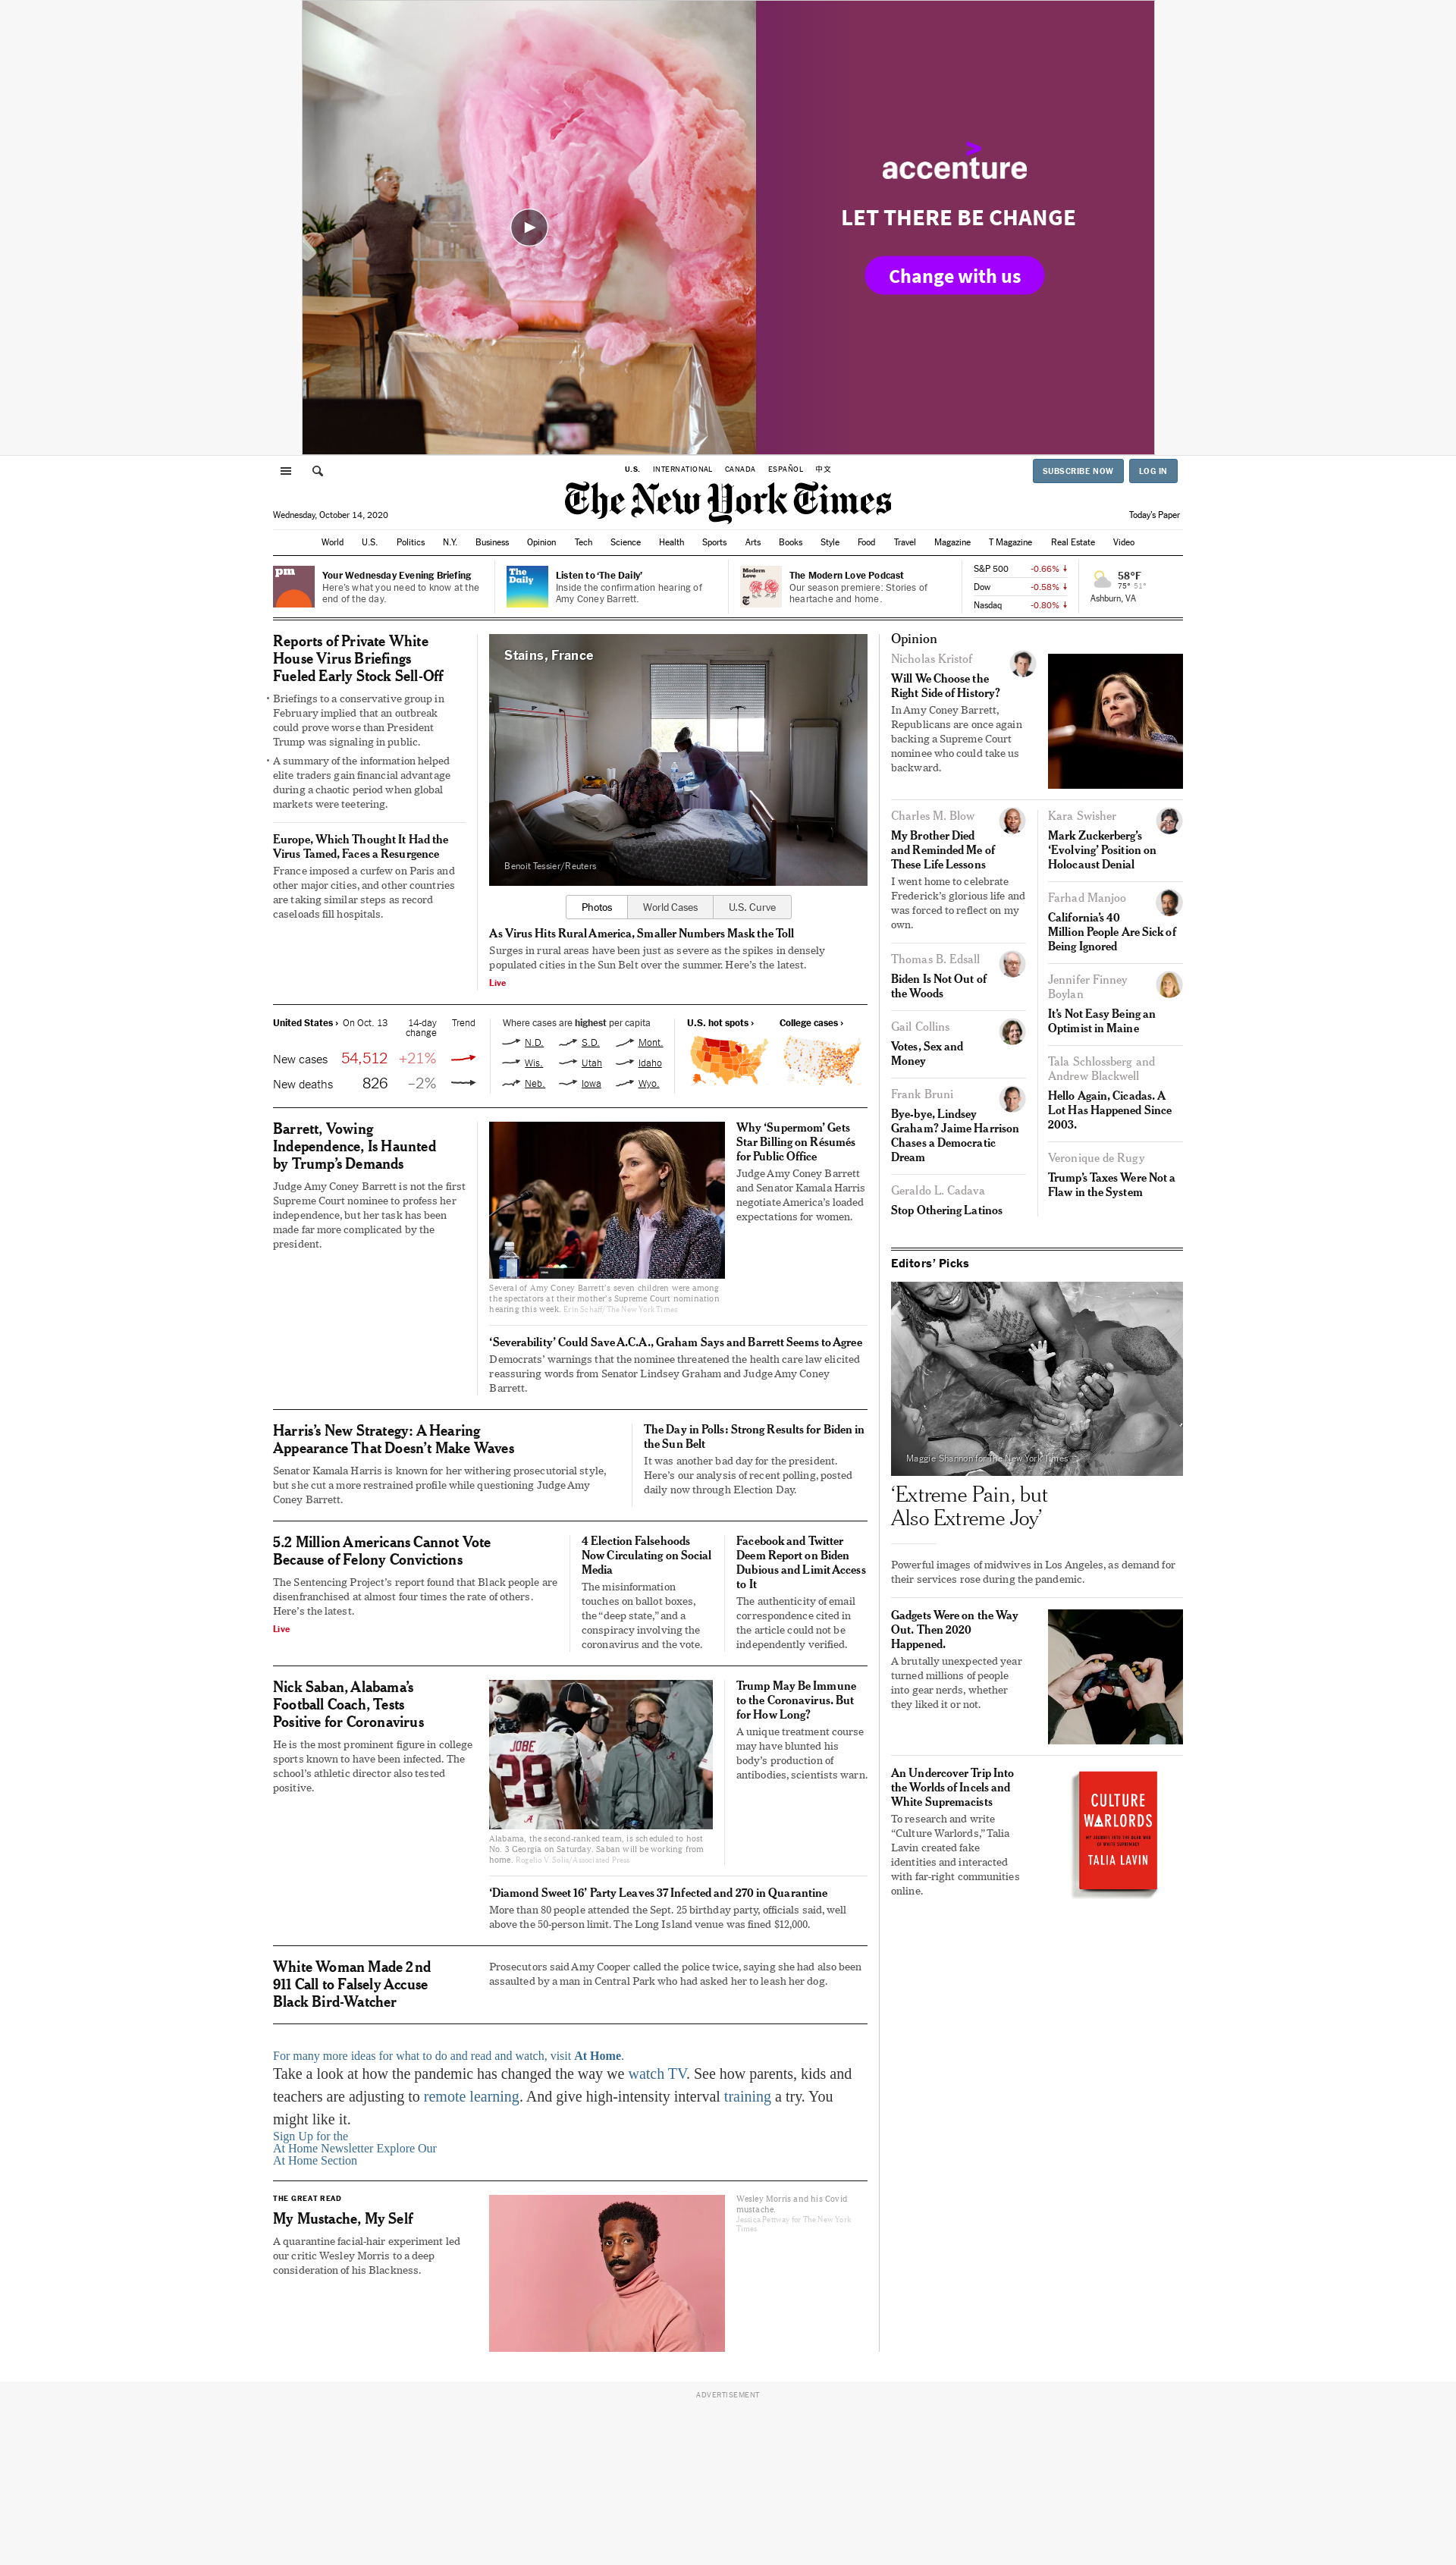 accenture
LET THERE BE CHANGE
Change with us
U.S. INTERNATIONAL CANADA ESPAÑOL 中文
SUBSCRIBE NOW LOG IN
The New York Times
Wednesday, October 14, 2020
Today's Paper
World U.S. Politics N.Y. Business Opinion Tech Science Health Sports Arts Books Style Food Travel Magazine T Magazine Real Estate Video
pm
Your Wednesday Evening Briefing
Here's what you need to know at the
end of the day.
The
Daily
Listen to 'The Daily'
Inside the confirmation hearing of
Amy Coney Barrett.
Modern
Love
The Modern Love Podcast
Our season premiere: Stories of
heartache and home.
S&P 500 -0.66% ↓
Dow -0.58% ↓
Nasdaq -0.80% ↓
58°F
75° 51°
Ashburn, VA
Reports of Private White
House Virus Briefings
Fueled Early Stock Sell-Off
• Briefings to a conservative group in
February implied that an outbreak
could prove worse than President
Trump was signaling in public.
• A summary of the information helped
elite traders gain financial advantage
during a chaotic period when global
markets were teetering.
Europe, Which Thought It Had the
Virus Tamed, Faces a Resurgence
France imposed a curfew on Paris and
other major cities, and other countries
are taking similar steps as record
caseloads fill hospitals.
Stains, France
Benoit Tessier/Reuters
Photos World Cases U.S. Curve
As Virus Hits Rural America, Smaller Numbers Mask the Toll
Surges in rural areas have been just as severe as the spikes in densely
populated cities in the Sun Belt over the summer. Here's the latest.
Live
United States › On Oct. 13 14-day
change Trend
New cases 54,512 +21%
New deaths 826 –2%
Where cases are highest per capita
N.D. S.D. Mont.
Wis. Utah Idaho
Neb. Iowa Wyo.
U.S. hot spots › College cases ›
Barrett, Vowing
Independence, Is Haunted
by Trump's Demands
Judge Amy Coney Barrett is not the first
Supreme Court nominee to profess her
independence, but her task has been
made far more complicated by the
president.
Several of Amy Coney Barrett's seven children were among
the spectators at their mother's Supreme Court nomination
hearing this week. Erin Schaff/The New York Times
Why 'Supermom' Gets
Star Billing on Résumés
for Public Office
Judge Amy Coney Barrett
and Senator Kamala Harris
negotiate America's loaded
expectations for women.
'Severability' Could Save A.C.A., Graham Says and Barrett Seems to Agree
Democrats' warnings that the nominee threatened the health care law elicited
reassuring words from Senator Lindsey Graham and Judge Amy Coney
Barrett.
Harris's New Strategy: A Hearing
Appearance That Doesn't Make Waves
Senator Kamala Harris is known for her withering prosecutorial style,
but she cut a more restrained profile while questioning Judge Amy
Coney Barrett.
The Day in Polls: Strong Results for Biden in
the Sun Belt
It was another bad day for the president.
Here's our analysis of recent polling, posted
daily now through Election Day.
5.2 Million Americans Cannot Vote
Because of Felony Convictions
The Sentencing Project's report found that Black people are
disenfranchised at almost four times the rate of others.
Here's the latest.
Live
4 Election Falsehoods
Now Circulating on Social
Media
The misinformation
touches on ballot boxes,
the "deep state," and a
conspiracy involving the
coronavirus and the vote.
Facebook and Twitter
Deem Report on Biden
Dubious and Limit Access
to It
The authenticity of email
correspondence cited in
the article could not be
independently verified.
Nick Saban, Alabama's
Football Coach, Tests
Positive for Coronavirus
He is the most prominent figure in college
sports known to have been infected. The
school's athletic director also tested
positive.
JOBE
28
Alabama, the second-ranked team, is scheduled to host
No. 3 Georgia on Saturday. Saban will be working from
home. Rogelio V. Solis/Associated Press
Trump May Be Immune
to the Coronavirus. But
for How Long?
A unique treatment course
may have blunted his
body's production of
antibodies, scientists warn.
'Diamond Sweet 16' Party Leaves 37 Infected and 270 in Quarantine
More than 80 people attended the Sept. 25 birthday party, officials said, well
above the 50-person limit. The Long Island venue was fined $12,000.
White Woman Made 2nd
911 Call to Falsely Accuse
Black Bird-Watcher
Prosecutors said Amy Cooper called the police twice, saying she had also been
assaulted by a man in Central Park who had asked her to leash her dog.
For many more ideas for what to do and read and watch, visit At Home.
Take a look at how the pandemic has changed the way we watch TV. See how parents, kids and
teachers are adjusting to remote learning. And give high-intensity interval training a try. You
might like it.
Sign Up for the
At Home Newsletter Explore Our
At Home Section
THE GREAT READ
My Mustache, My Self
A quarantine facial-hair experiment led
our critic Wesley Morris to a deep
consideration of his Blackness.
Wesley Morris and his Covid
mustache.
Jessica Pettway for The New York
Times
Opinion
Nicholas Kristof
Will We Choose the
Right Side of History?
In Amy Coney Barrett,
Republicans are once again
backing a Supreme Court
nominee who could take us
backward.
Charles M. Blow
My Brother Died
and Reminded Me of
These Life Lessons
I went home to celebrate
Frederick's glorious life and
was forced to reflect on my
own.
Thomas B. Edsall
Biden Is Not Out of
the Woods
Gail Collins
Votes, Sex and
Money
Frank Bruni
Bye-bye, Lindsey
Graham? Jaime Harrison
Chases a Democratic
Dream
Geraldo L. Cadava
Stop Othering Latinos
Kara Swisher
Mark Zuckerberg's
'Evolving' Position on
Holocaust Denial
Farhad Manjoo
California's 40
Million People Are Sick of
Being Ignored
Jennifer Finney
Boylan
It's Not Easy Being an
Optimist in Maine
Tala Schlossberg and
Andrew Blackwell
Hello Again, Cicadas. A
Lot Has Happened Since
2003.
Veronique de Rugy
Trump's Taxes Were Not a
Flaw in the System
Editors' Picks
Maggie Shannon for The New York Times
'Extreme Pain, but
Also Extreme Joy'
Powerful images of midwives in Los Angeles, as demand for
their services rose during the pandemic.
Gadgets Were on the Way
Out. Then 2020
Happened.
A brutally unexpected year
turned millions of people
into gear nerds, whether
they liked it or not.
An Undercover Trip Into
the Worlds of Incels and
White Supremacists
To research and write
"Culture Warlords," Talia
Lavin created fake
identities and interacted
with far-right communities
online.
CULTURE
WARLORDS
MY JOURNEY INTO THE DARK WEB
OF WHITE SUPREMACY
TALIA LAVIN
ADVERTISEMENT